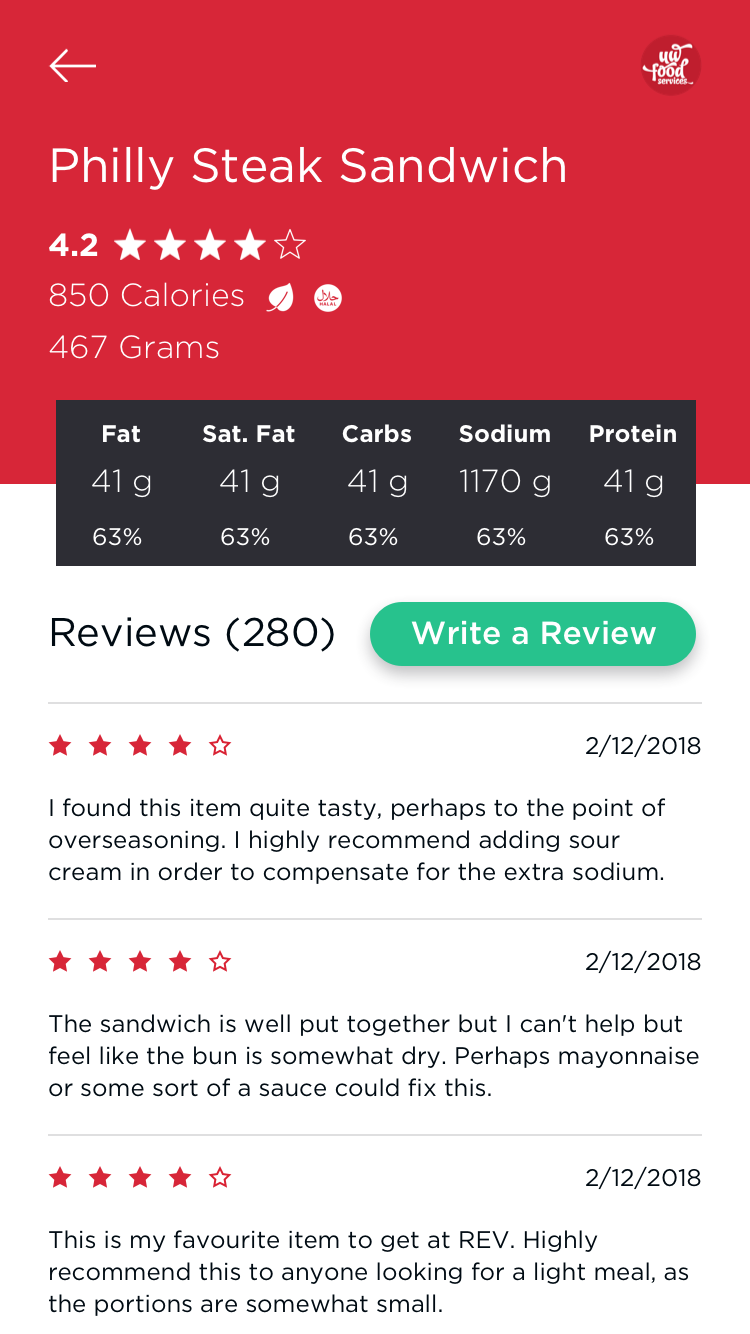 uw
food
services
Philly Steak Sandwich
4.2
850 Calories
حلال
HALAL
467 Grams
Fat Sat. Fat Carbs Sodium Protein
41 g 41 g 41 g 1170 g 41 g
63% 63% 63% 63% 63%
Reviews (280) Write a Review
2/12/2018
I found this item quite tasty, perhaps to the point of
overseasoning. I highly recommend adding sour
cream in order to compensate for the extra sodium.
2/12/2018
The sandwich is well put together but I can't help but
feel like the bun is somewhat dry. Perhaps mayonnaise
or some sort of a sauce could fix this.
2/12/2018
This is my favourite item to get at REV. Highly
recommend this to anyone looking for a light meal, as
the portions are somewhat small.